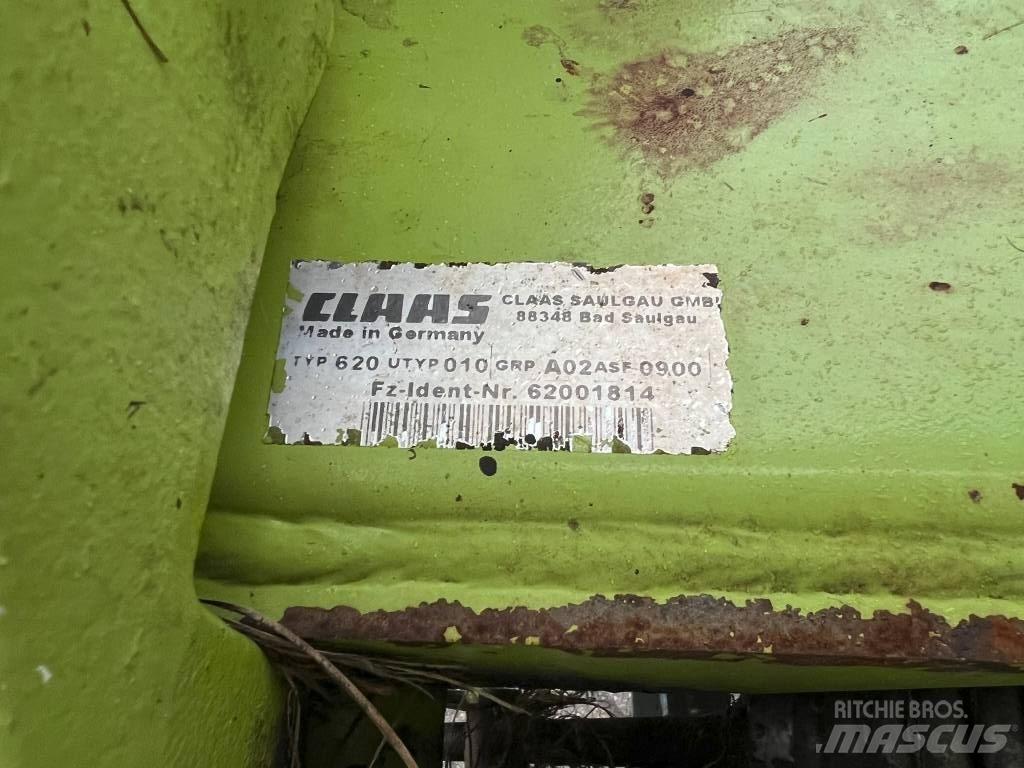 CLAAS
Made in Germany
CLAAS SAULGAU GMBH
88348 Bad Saulgau
TYP 620 UTYP 010 GRP A02 ASF 0900
Fz-Ident-Nr. 62001814
RITCHIE BROS.
MASCUS